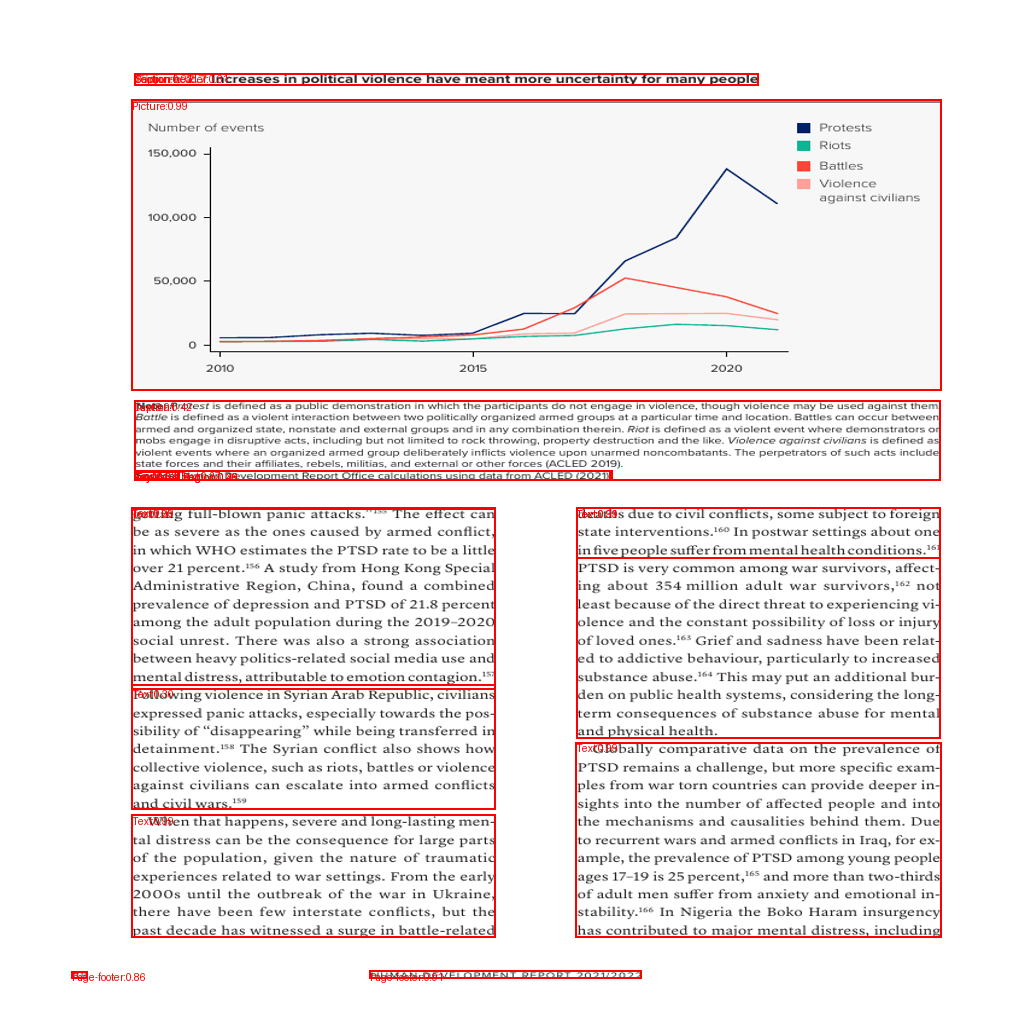 Increases in political violence have meant more uncertainty for many people
Picture:0.99
Number of events
150,000
100,000
50,000
0
2010
2015
2020
Protests
Riots
Battles
Violence
against civilians
is defined as a public demonstration in which the participants do not engage in violence, though violence may be used against them.
Battle is defined as a violent interaction between two politically organized armed groups at a particular time and location. Battles can occur between
armed and organized state, nonstate and external groups and in any combination therein. Riot is defined as a violent event where demonstrators or
mobs engage in disruptive acts, including but not limited to rock throwing, property destruction and the like. Violence against civilians is defined as
violent events where an organized armed group deliberately inflicts violence upon unarmed noncombatants. The perpetrators of such acts include
state forces and their affiliates, rebels, militias, and external or other forces (ACLED 2019).
Development Report Office calculations using data from ACLED (2021).
full-blown panic attacks.”¹⁵⁵ The effect can
be as severe as the ones caused by armed conflict,
in which WHO estimates the PTSD rate to be a little
over 21 percent.¹⁵⁶ A study from Hong Kong Special
Administrative Region, China, found a combined
prevalence of depression and PTSD of 21.8 percent
among the adult population during the 2019–2020
social unrest. There was also a strong association
between heavy politics-related social media use and
mental distress, attributable to emotion contagion.¹⁵⁷
Following violence in Syrian Arab Republic, civilians
expressed panic attacks, especially towards the pos-
sibility of “disappearing” while being transferred in
detainment.¹⁵⁸ The Syrian conflict also shows how
collective violence, such as riots, battles or violence
against civilians can escalate into armed conflicts
and civil wars.¹⁵⁹
When that happens, severe and long-lasting men-
tal distress can be the consequence for large parts
of the population, given the nature of traumatic
experiences related to war settings. From the early
2000s until the outbreak of the war in Ukraine,
there have been few interstate conflicts, but the
past decade has witnessed a surge in battle-related
due to civil conflicts, some subject to foreign
state interventions.¹⁶⁰ In postwar settings about one
in five people suffer from mental health conditions.¹⁶¹
PTSD is very common among war survivors, affect-
ing about 354 million adult war survivors,¹⁶² not
least because of the direct threat to experiencing vi-
olence and the constant possibility of loss or injury
of loved ones.¹⁶³ Grief and sadness have been relat-
ed to addictive behaviour, particularly to increased
substance abuse.¹⁶⁴ This may put an additional bur-
den on public health systems, considering the long-
term consequences of substance abuse for mental
and physical health.
Globally comparative data on the prevalence of
PTSD remains a challenge, but more specific exam-
ples from war torn countries can provide deeper in-
sights into the number of affected people and into
the mechanisms and causalities behind them. Due
to recurrent wars and armed conflicts in Iraq, for ex-
ample, the prevalence of PTSD among young people
ages 17–19 is 25 percent,¹⁶⁵ and more than two-thirds
of adult men suffer from anxiety and emotional in-
stability.¹⁶⁶ In Nigeria the Boko Haram insurgency
has contributed to major mental distress, including
Page-footer:0.86
HUMAN DEVELOPMENT REPORT 2021/2022